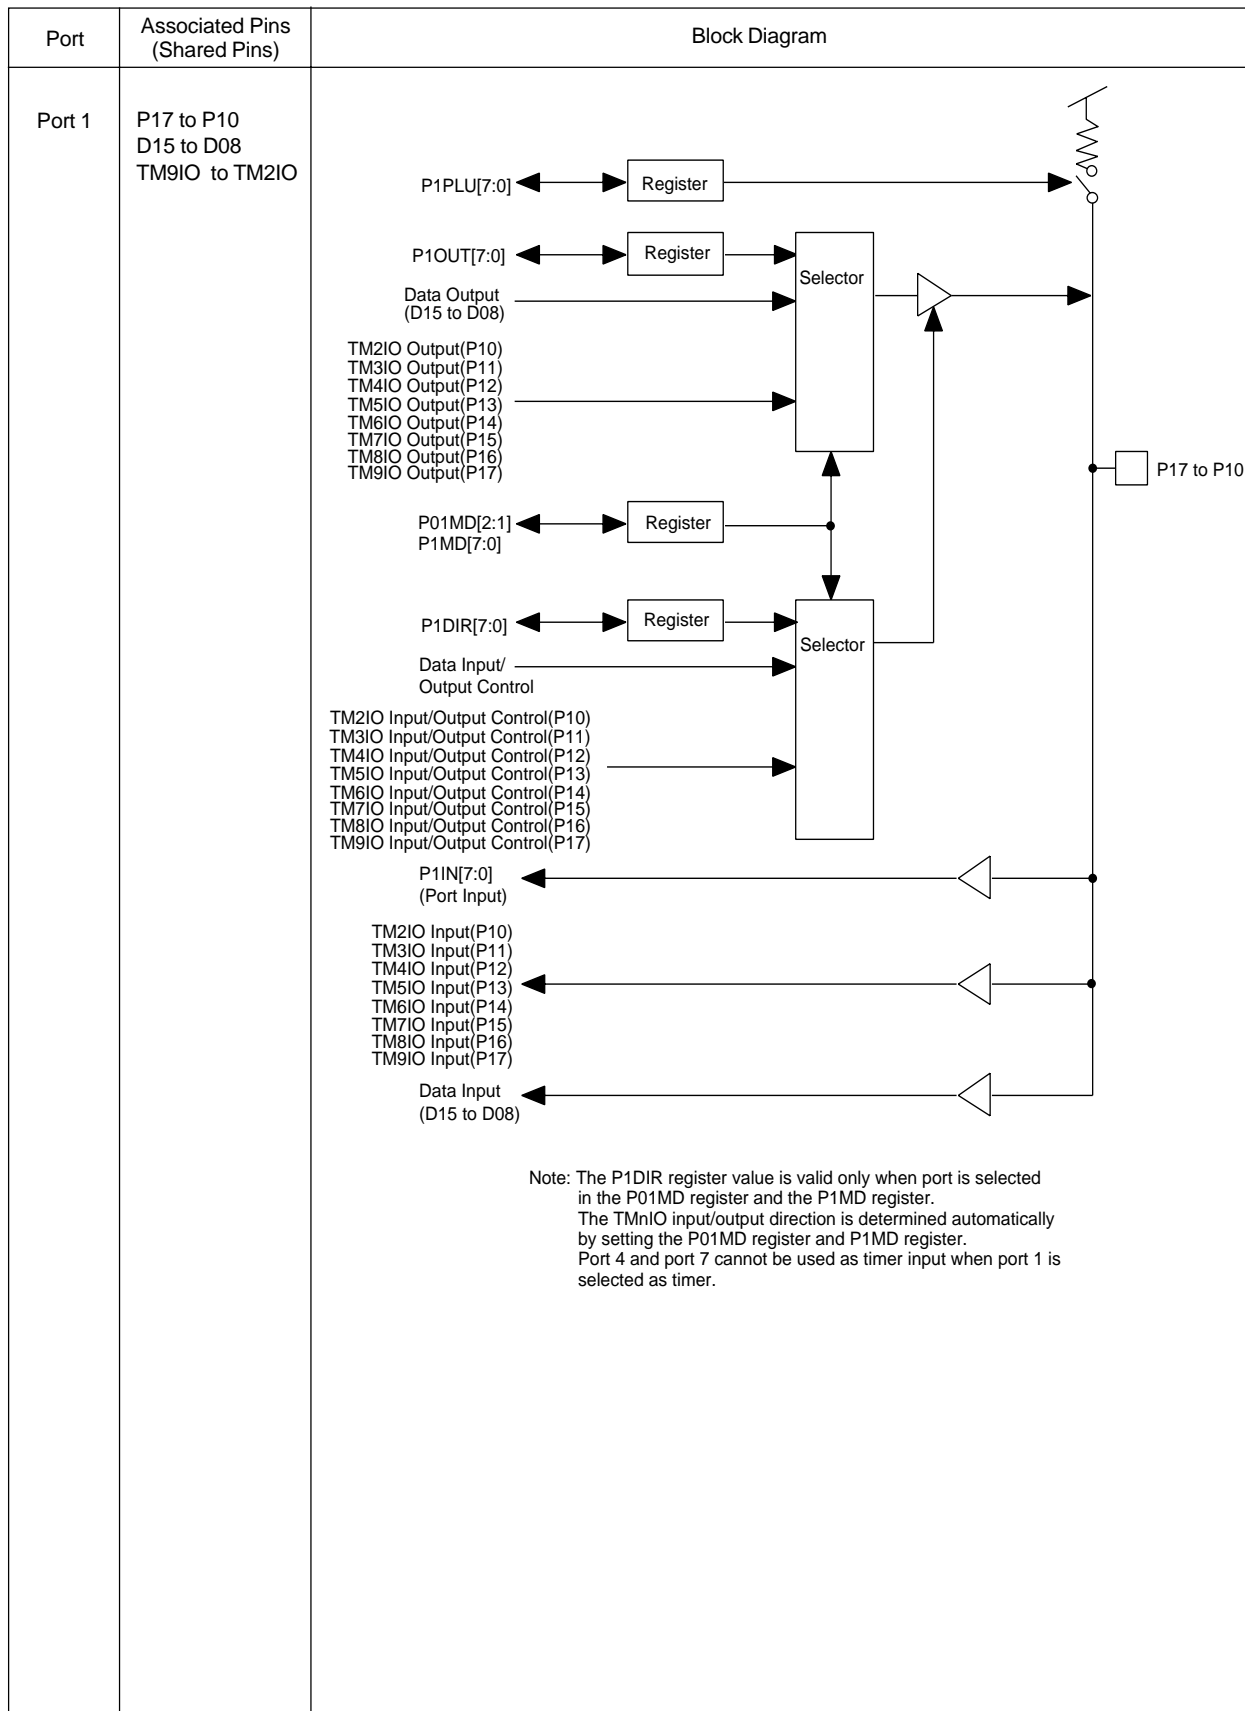 Port
Associated Pins
(Shared Pins)
Block Diagram
Port 1
P17 to P10
D15 to D08
TM9IO to TM2IO
P1PLU[7:0]
Register
P1OUT[7:0]
Register
Selector
Data Output
(D15 to D08)
TM2IO Output(P10)
TM3IO Output(P11)
TM4IO Output(P12)
TM5IO Output(P13)
TM6IO Output(P14)
TM7IO Output(P15)
TM8IO Output(P16)
TM9IO Output(P17)
P17 to P10
P01MD[2:1]
P1MD[7:0]
Register
P1DIR[7:0]
Register
Selector
Data Input/
Output Control
TM2IO Input/Output Control(P10)
TM3IO Input/Output Control(P11)
TM4IO Input/Output Control(P12)
TM5IO Input/Output Control(P13)
TM6IO Input/Output Control(P14)
TM7IO Input/Output Control(P15)
TM8IO Input/Output Control(P16)
TM9IO Input/Output Control(P17)
P1IN[7:0]
(Port Input)
TM2IO Input(P10)
TM3IO Input(P11)
TM4IO Input(P12)
TM5IO Input(P13)
TM6IO Input(P14)
TM7IO Input(P15)
TM8IO Input(P16)
TM9IO Input(P17)
Data Input
(D15 to D08)
Note: The P1DIR register value is valid only when port is selected
in the P01MD register and the P1MD register.
The TMnIO input/output direction is determined automatically
by setting the P01MD register and P1MD register.
Port 4 and port 7 cannot be used as timer input when port 1 is
selected as timer.